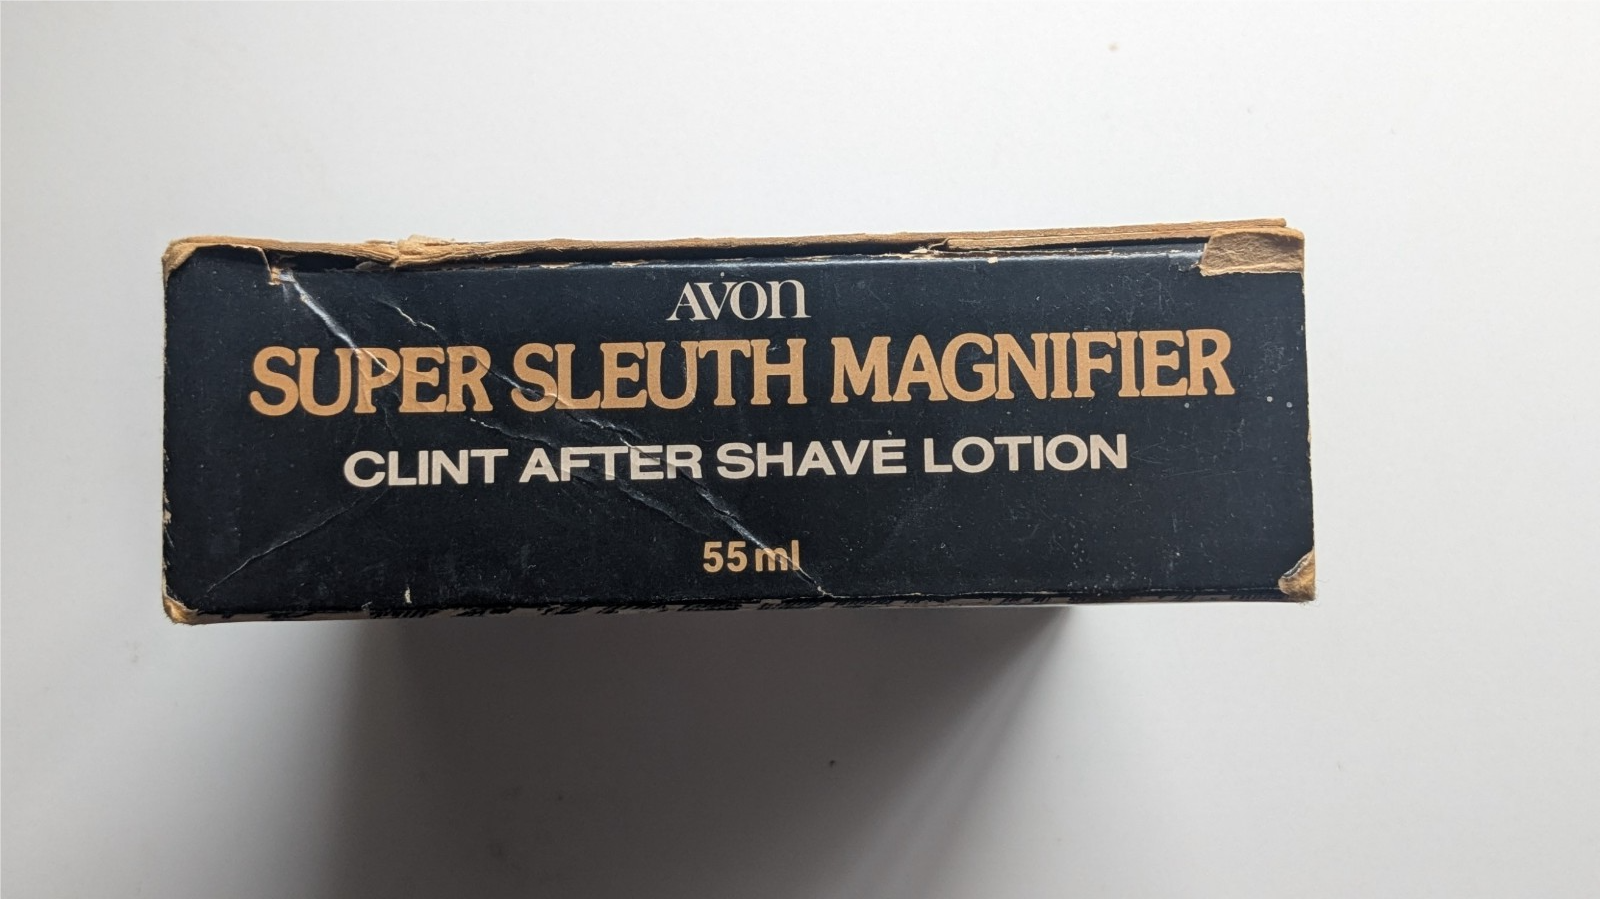 AVON
SUPER SLEUTH MAGNIFIER
CLINT AFTER SHAVE LOTION
55ml